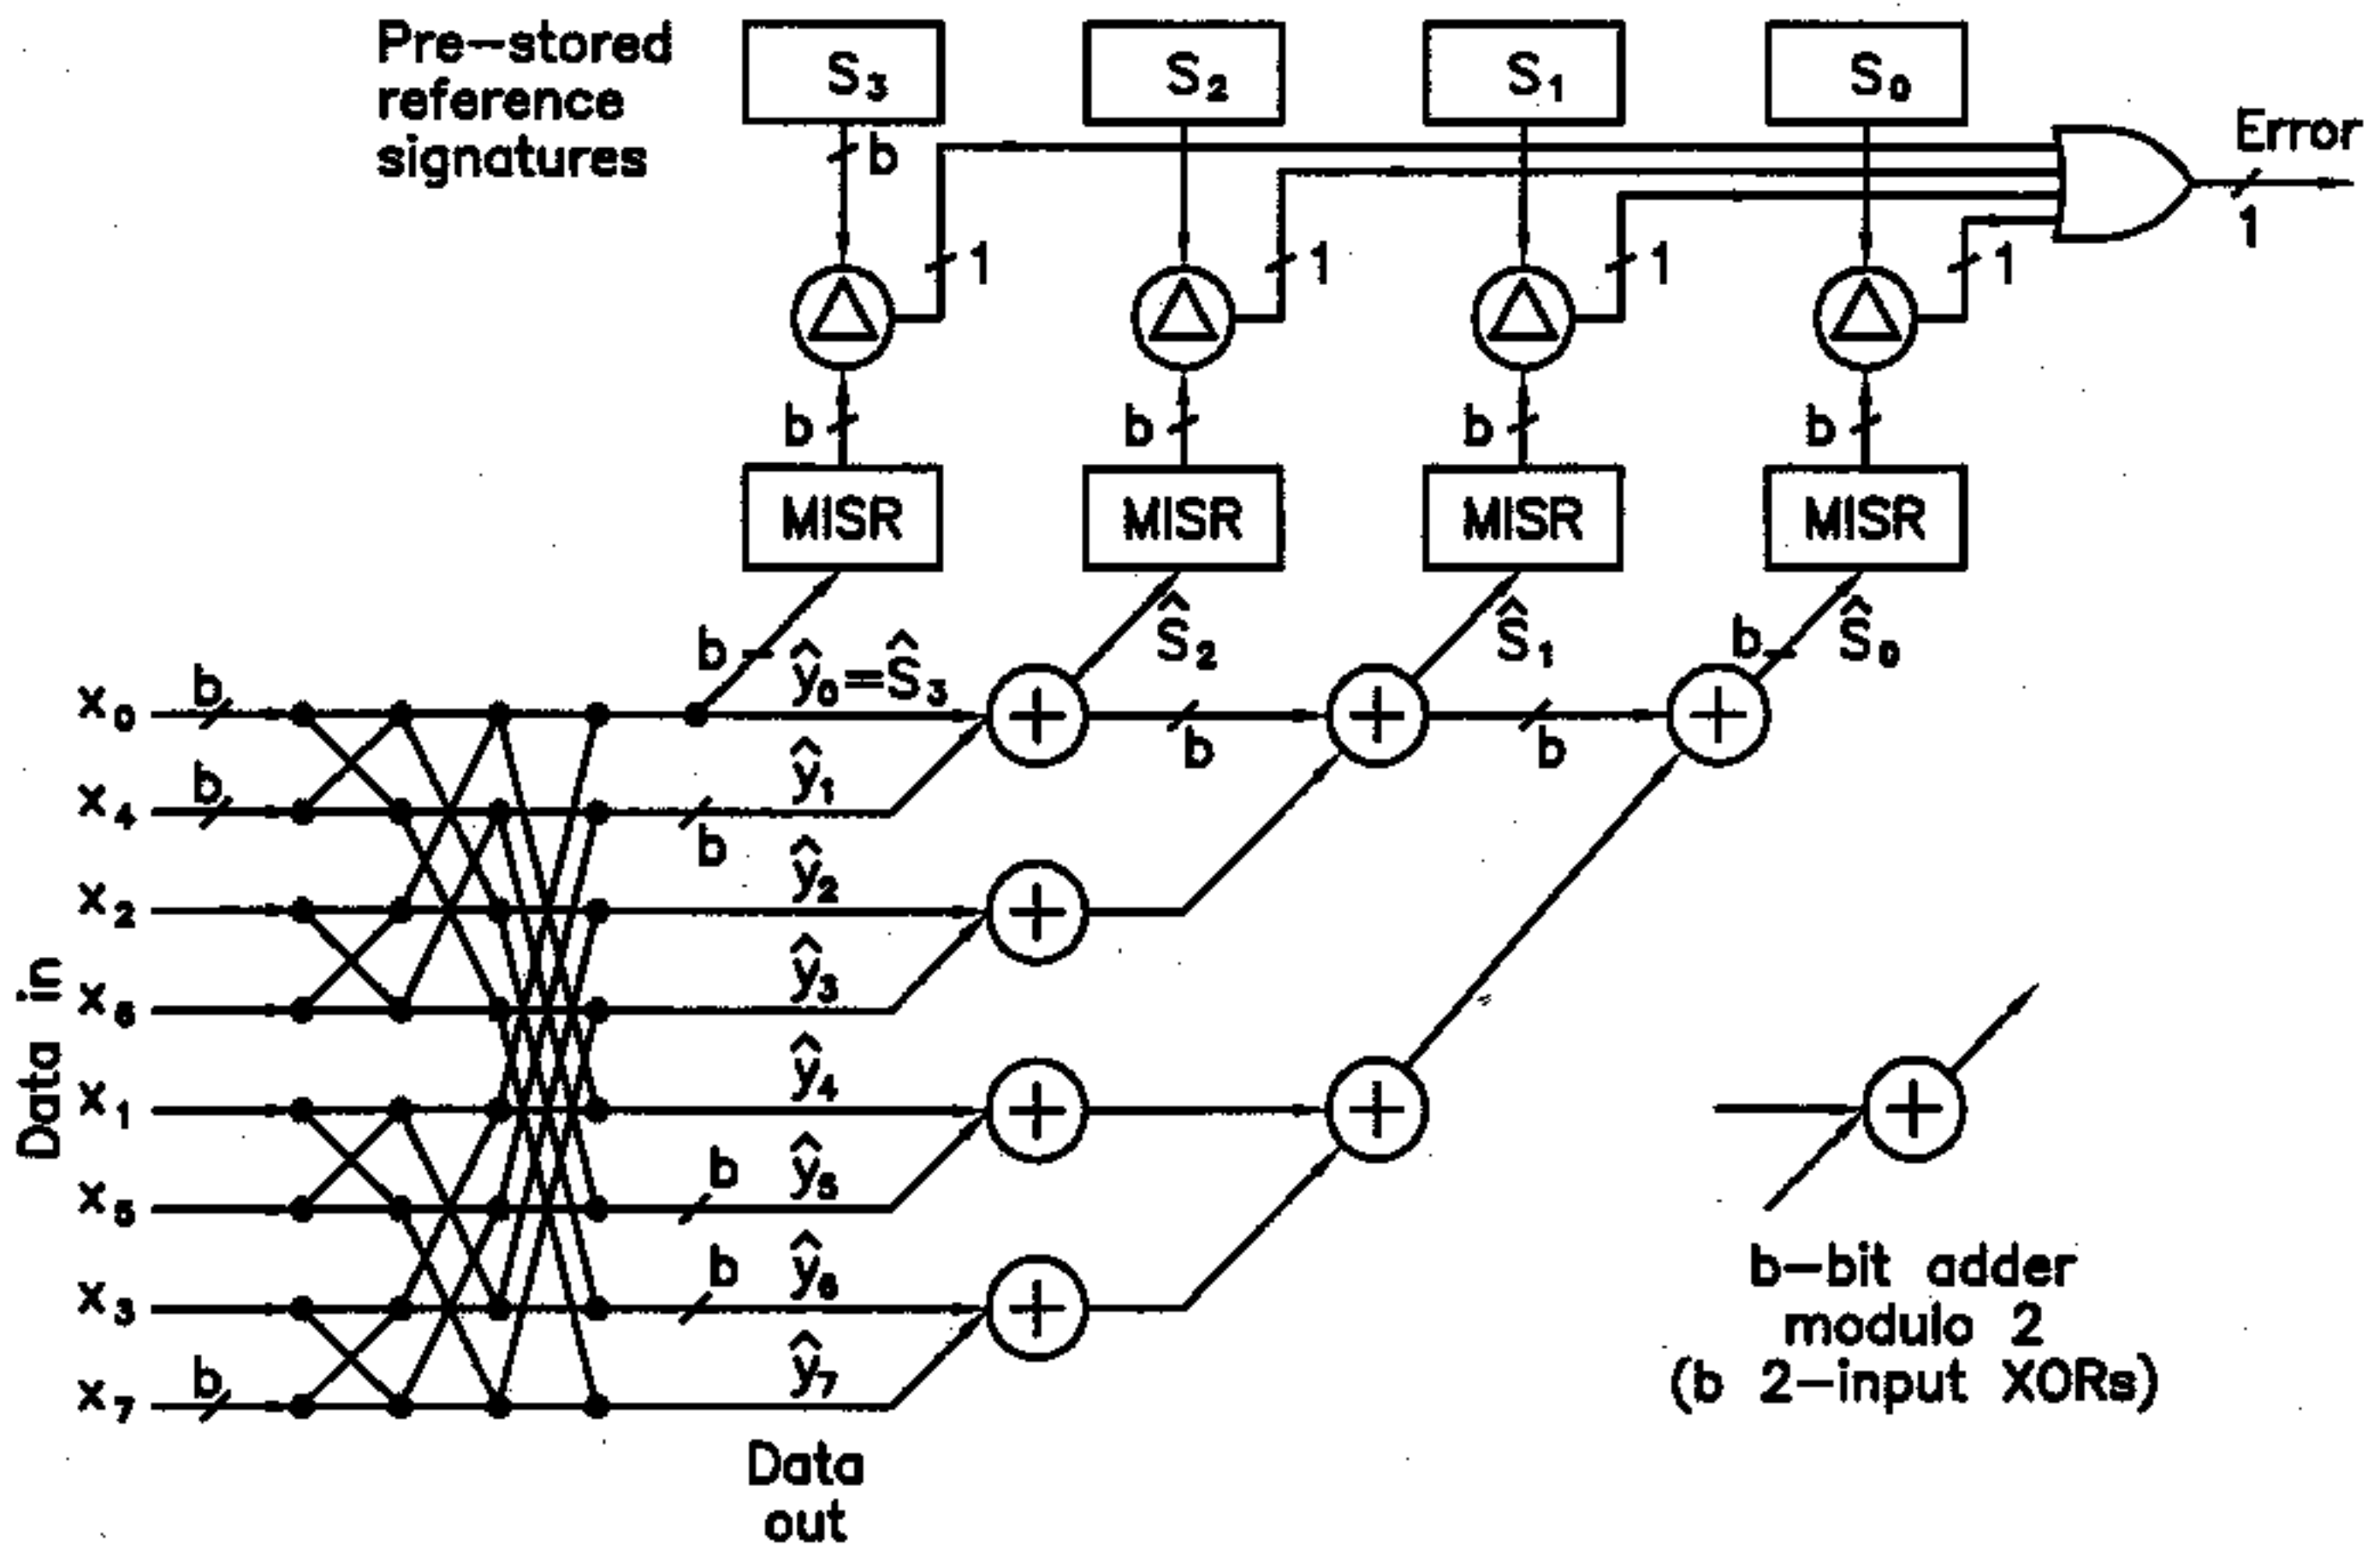 Pre-stored
reference
signatures
S₃
S₂
S₁
S₀
Error
b
1
1
1
1
1
b
b
b
b
MISR
MISR
MISR
MISR
b
ŷ₀=Ŝ₃
Ŝ₂
Ŝ₁
b
Ŝ₀
x₀
b
b
b
x₄
b
ŷ₁
b
x₂
ŷ₂
x₆
ŷ₃
Data in
x₁
ŷ₄
x₅
b
ŷ₅
x₃
b
ŷ₆
x₇
b
ŷ₇
Data
out
b-bit adder
modulo 2
(b 2-input XORs)